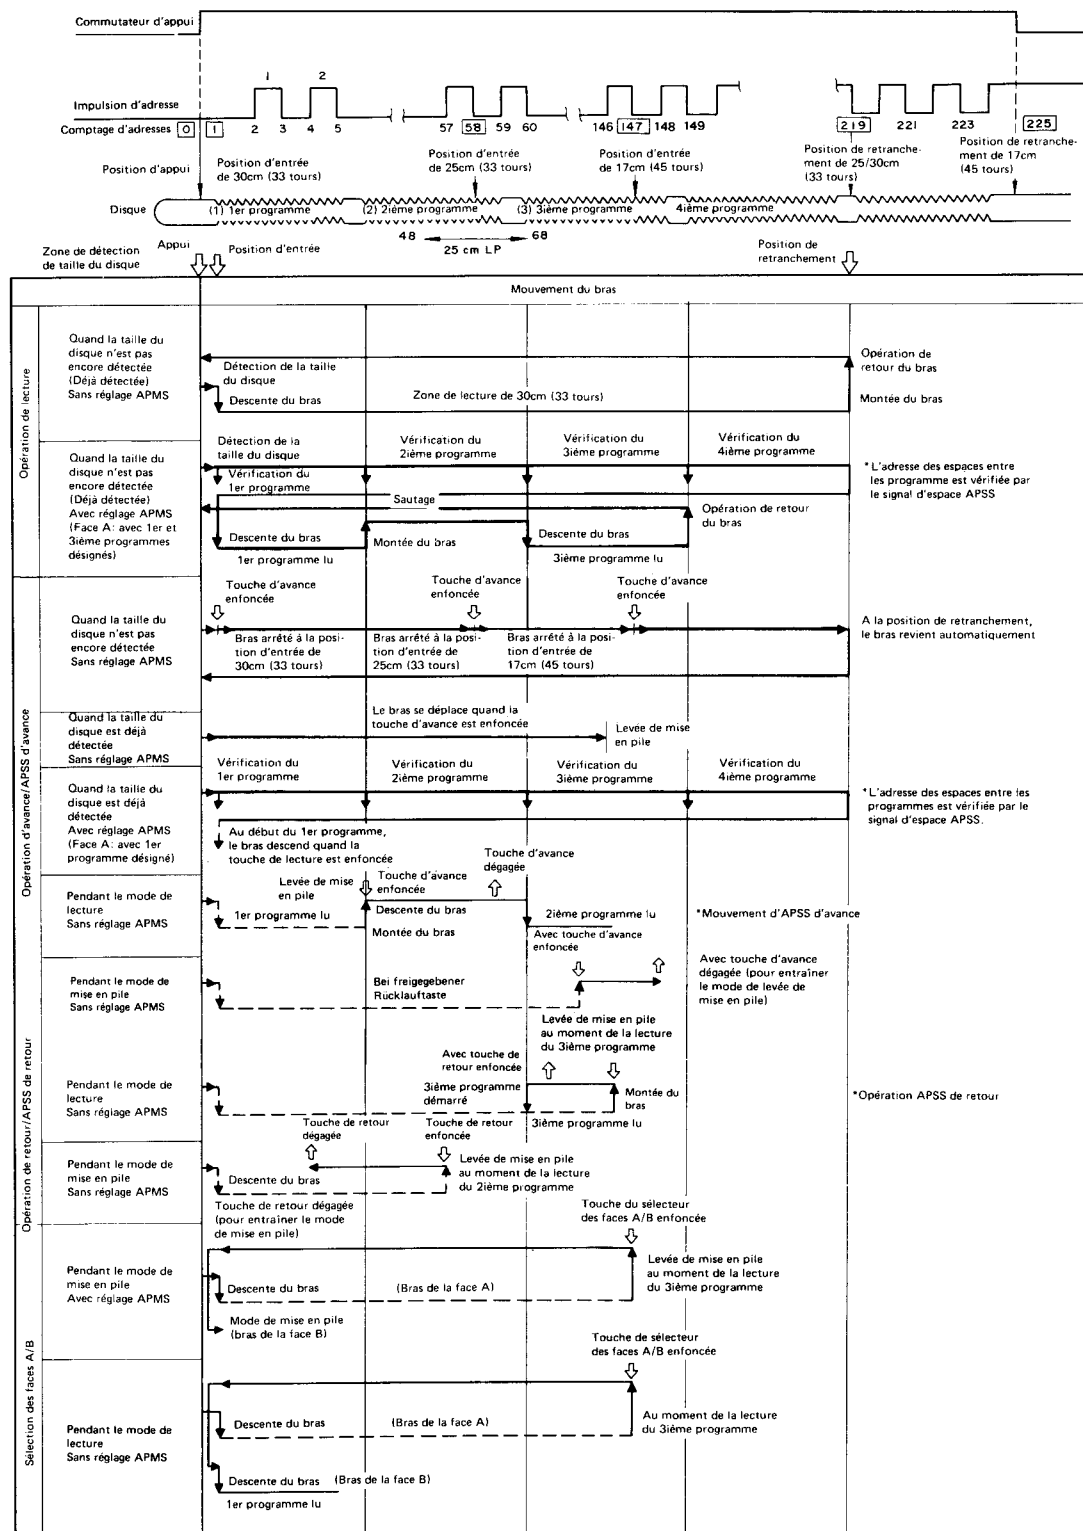 Commutateur d'appui
1
2
Impulsion d'adresse
Comptage d'adresses 0 1 2 3 4 5 57 58 59 60 146 147 148 149 219 221 223 225
Position d'appui
Position d'entrée
de 30cm (33 tours)
Position d'entrée
de 25cm (33 tours)
Position d'entrée
de 17cm (45 tours)
Position de retranche-
ment de 25/30cm
(33 tours)
Position de retranche-
ment de 17cm
(45 tours)
Disque
(1) 1er programme
(2) 2ième programme
(3) 3ième programme
4ième programme
48
68
25 cm LP
Zone de détection
de taille du disque
Appui
Position d'entrée
Position de
retranchement
Mouvement du bras
Opération de lecture
Quand la taille du
disque n'est pas
encore détectée
(Déjà détectée)
Sans réglage APMS
Détection de la taille
du disque
Descente du bras
Zone de lecture de 30cm (33 tours)
Opération de
retour du bras
Montée du bras
Quand la taille du
disque n'est pas
encore détectée
(Déjà détectée)
Avec réglage APMS
(Face A: avec 1er et
3ième programmes
désignés)
Détection de la
taille du disque
Vérification du
1er programme
Vérification du
2ième programme
Vérification du
3ième programme
Vérification du
4ième programme
*L'adresse des espaces entre
les programme est vérifiée par
le signal d'espace APSS
Sautage
Opération de retour
du bras
Descente du bras
Montée du bras
Descente du bras
1er programme lu
3ième programme lu
Opération d'avance/APSS d'avance
Quand la taille du
disque n'est pas
encore détectée
Sans réglage APMS
Touche d'avance
enfoncée
Touche d'avance
enfoncée
Touche d'avance
enfoncée
Bras arrêté à la posi-
tion d'entrée de
30cm (33 tours)
Bras arrêté à la posi-
tion d'entrée de
25cm (33 tours)
Bras arrêté à la posi-
tion d'entrée de
17cm (45 tours)
A la position de retranchement,
le bras revient automatiquement
Quand la taille du
disque est déjà
détectée
Sans réglage APMS
Le bras se déplace quand la
touche d'avance est enfoncée
Levée de mise
en pile
Quand la taille du
disque est déjà
détectée
Avec réglage APMS
(Face A: avec 1er
programme désigné)
Vérification du
1er programme
Vérification du
2ième programme
Vérification du
3ième programme
Vérification du
4ième programme
*L'adresse des espaces entre les
programmes est vérifiée par le
signal d'espace APSS.
Au début du 1er programme,
le bras descend quand la
touche de lecture est enfoncée
Pendant le mode de
lecture
Sans réglage APMS
Levée de mise
en pile
Touche d'avance
enfoncée
Touche d'avance
dégagée
1er programme lu
Descente du bras
Montée du bras
2ième programme lu
*Mouvement d'APSS d'avance
Pendant le mode de
mise en pile
Sans réglage APMS
Bei freigegebener
Rücklauftaste
Avec touche d'avance
enfoncée
Avec touche d'avance
dégagée (pour entraîner
le mode de levée de
mise en pile)
Levée de mise en pile
au moment de la lecture
du 3ième programme
Opération de retour/APSS de retour
Pendant le mode de
lecture
Sans réglage APMS
Avec touche de
retour enfoncée
3ième programme
démarré
Montée du
bras
3ième programme lu
*Opération APSS de retour
Pendant le mode de
mise en pile
Sans réglage APMS
Touche de retour
dégagée
Touche de retour
enfoncée
Descente du bras
Levée de mise en pile
au moment de la lecture
du 2ième programme
Touche de retour dégagée
(pour entraîner le mode
de mise en pile)
Sélection des faces A/B
Pendant le mode de
mise en pile
Avec réglage APMS
Touche du sélecteur
des faces A/B enfoncée
Descente du bras
(Bras de la face A)
Levée de mise en pile
au moment de la lecture
du 3ième programme
Mode de mise en pile
(bras de la face B)
Pendant le mode de
lecture
Sans réglage APMS
Touche de sélecteur
des faces A/B enfoncée
Descente du bras
(Bras de la face A)
Au moment de la lecture
du 3ième programme
Descente du bras (Bras de la face B)
1er programme lu